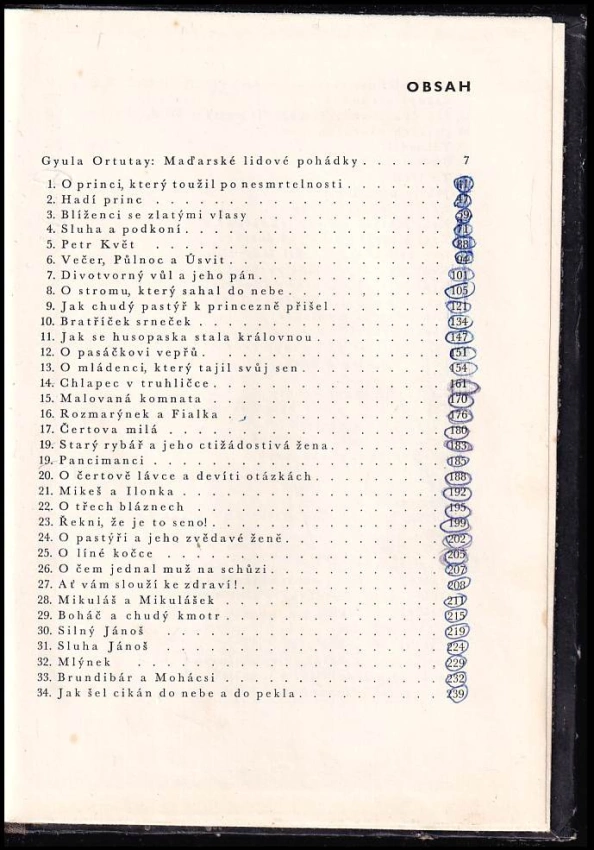 OBSAH
Gyula Ortutay: Maďarské lidové pohádky . . . . . . 7
1. O princi, který toužil po nesmrtelnosti . . . . . . .
2. Hadí princ . . . . . . . . . . . . . . . . . . 47
3. Blíženci se zlatými vlasy . . . . . . . . . . . . 59
4. Sluha a podkoní . . . . . . . . . . . . . . . . 71
5. Petr Květ . . . . . . . . . . . . . . . . . . 88
6. Večer, Půlnoc a Úsvit . . . . . . . . . . . . . 94
7. Divotvorný vůl a jeho pán . . . . . . . . . . . . 101
8. O stromu, který sahal do nebe . . . . . . . . . . 105
9. Jak chudý pastýř k princezně přišel . . . . . . . . 121
10. Bratříček srneček . . . . . . . . . . . . . . . 134
11. Jak se husopaska stala královnou . . . . . . . . . 147
12. O pasáčkovi vepřů . . . . . . . . . . . . . . . 151
13. O mládenci, který tajil svůj sen . . . . . . . . . . 154
14. Chlapec v truhličce . . . . . . . . . . . . . . . 161
15. Malovaná komnata . . . . . . . . . . . . . . . 170
16. Rozmarýnek a Fialka . . . . . . . . . . . . . . 176
17. Čertova milá . . . . . . . . . . . . . . . . . 180
19. Starý rybář a jeho ctižádostivá žena . . . . . . . . 183
19. Pancimanci . . . . . . . . . . . . . . . . . . 185
20. O čertově lávce a devíti otázkách . . . . . . . . . 188
21. Mikeš a Ilonka . . . . . . . . . . . . . . . . . 192
22. O třech bláznech . . . . . . . . . . . . . . . . 195
23. Řekni, že je to seno! . . . . . . . . . . . . . . . 199
24. O pastýři a jeho zvědavé ženě . . . . . . . . . . . 202
25. O líné kočce . . . . . . . . . . . . . . . . . 205
26. O čem jednal muž na schůzi . . . . . . . . . . . . 207
27. Ať vám slouží ke zdraví! . . . . . . . . . . . . . 208
28. Mikuláš a Mikulášek . . . . . . . . . . . . . . 211
29. Boháč a chudý kmotr . . . . . . . . . . . . . . 215
30. Silný Jánoš . . . . . . . . . . . . . . . . . . 219
31. Sluha Jánoš . . . . . . . . . . . . . . . . . . 224
32. Mlýnek . . . . . . . . . . . . . . . . . . . 229
33. Brundibár a Mohácsi . . . . . . . . . . . . . . 232
34. Jak šel cikán do nebe a do pekla . . . . . . . . . . 239